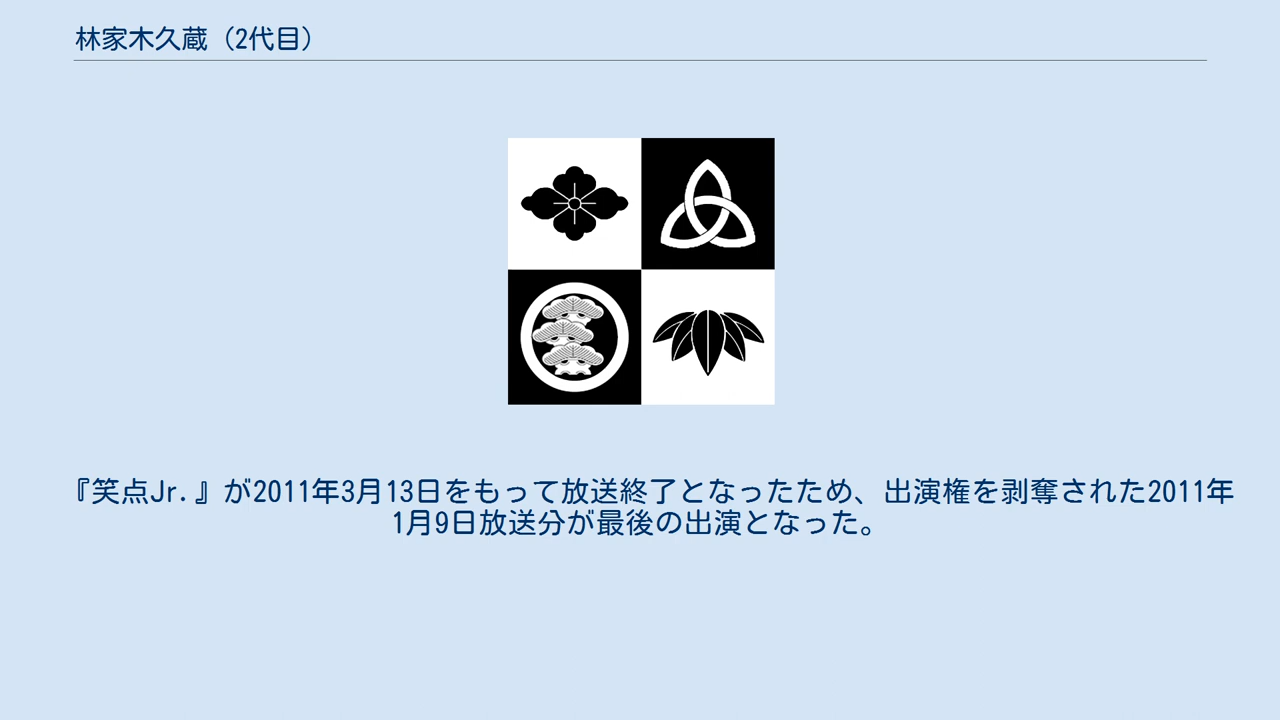 林家木久蔵（2代目）
『笑点Jr.』が2011年3月13日をもって放送終了となったため、出演権を剥奪された2011年
1月9日放送分が最後の出演となった。